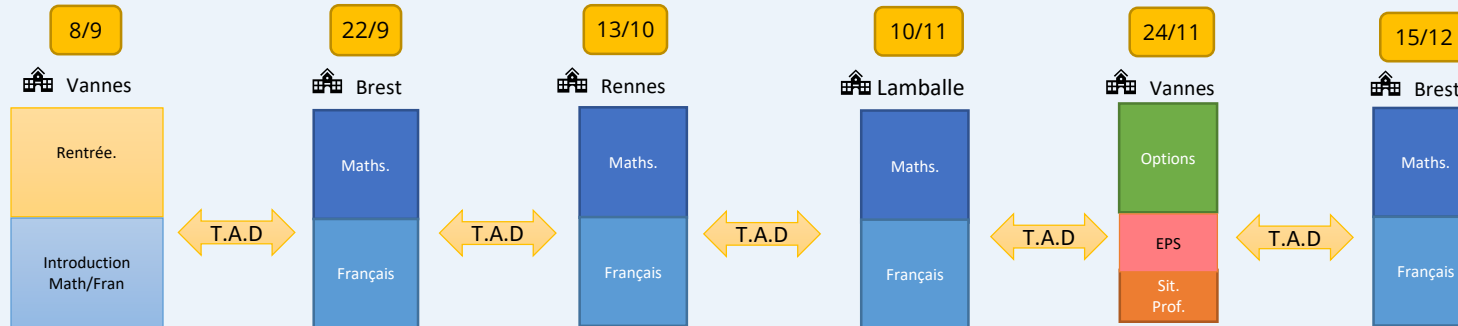 8/9
22/9
13/10
10/11
24/11
15/12
Vannes
Brest
Rennes
Lamballe
Vannes
Brest
Rentrée.
Introduction
Math/Fran
T.A.D
Maths.
Français
T.A.D
Maths.
Français
T.A.D
Maths.
Français
T.A.D
Options
EPS
Sit.
Prof.
T.A.D
Maths.
Français